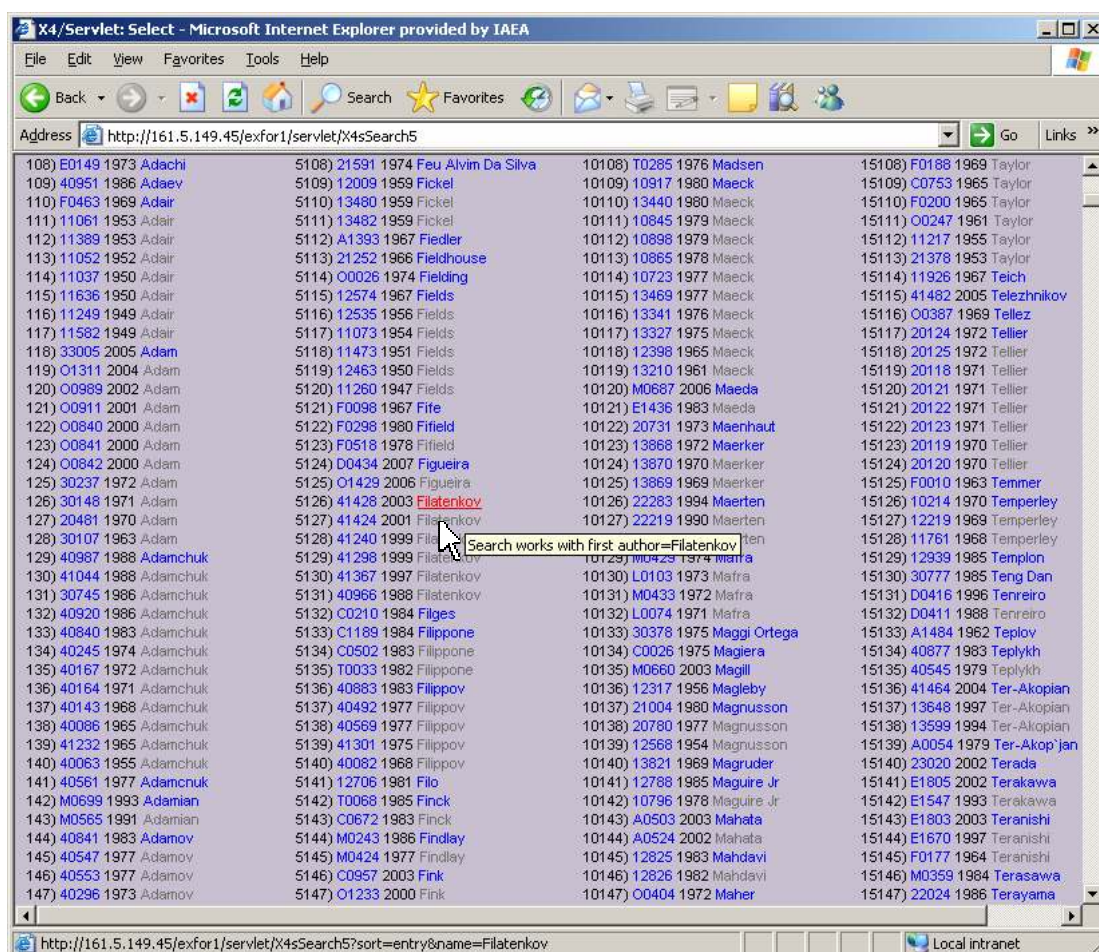 X4/Servlet: Select - Microsoft Internet Explorer provided by IAEA
File Edit View Favorites Tools Help
Back Search Favorites
Address http://161.5.149.45/exfor1/servlet/X4sSearch5 Go Links »
108) E0149 1973 Adachi 5108) 21591 1974 Feu Alvim Da Silva 10108) T0285 1976 Madsen 15108) F0188 1969 Taylor
109) 40951 1986 Adaev 5109) 12009 1959 Fickel 10109) 10917 1980 Maeck 15109) C0753 1965 Taylor
110) F0463 1969 Adair 5110) 13480 1959 Fickel 10110) 13440 1980 Maeck 15110) F0200 1965 Taylor
111) 11061 1953 Adair 5111) 13482 1959 Fickel 10111) 10845 1979 Maeck 15111) O0247 1961 Taylor
112) 11389 1953 Adair 5112) A1393 1967 Fiedler 10112) 10898 1979 Maeck 15112) 11217 1955 Taylor
113) 11052 1952 Adair 5113) 21252 1966 Fieldhouse 10113) 10865 1978 Maeck 15113) 21378 1953 Taylor
114) 11037 1950 Adair 5114) O0026 1974 Fielding 10114) 10723 1977 Maeck 15114) 11926 1967 Teich
115) 11636 1950 Adair 5115) 12574 1967 Fields 10115) 13469 1977 Maeck 15115) 41482 2005 Telezhnikov
116) 11249 1949 Adair 5116) 12535 1956 Fields 10116) 13341 1976 Maeck 15116) O0387 1969 Tellez
117) 11582 1949 Adair 5117) 11073 1954 Fields 10117) 13327 1975 Maeck 15117) 20124 1972 Tellier
118) 33005 2005 Adam 5118) 11473 1951 Fields 10118) 12398 1965 Maeck 15118) 20125 1972 Tellier
119) O1311 2004 Adam 5119) 12463 1950 Fields 10119) 13210 1961 Maeck 15119) 20118 1971 Tellier
120) O0989 2002 Adam 5120) 11260 1947 Fields 10120) M0687 2006 Maeda 15120) 20121 1971 Tellier
121) O0911 2001 Adam 5121) F0098 1967 Fife 10121) E1436 1983 Maeda 15121) 20122 1971 Tellier
122) O0840 2000 Adam 5122) F0298 1980 Fifield 10122) 20731 1973 Maenhaut 15122) 20123 1971 Tellier
123) O0841 2000 Adam 5123) F0518 1978 Fifield 10123) 13868 1972 Maerker 15123) 20119 1970 Tellier
124) O0842 2000 Adam 5124) D0434 2007 Figueira 10124) 13870 1970 Maerker 15124) 20120 1970 Tellier
125) 30237 1972 Adam 5125) O1429 2006 Figueira 10125) 13869 1969 Maerker 15125) F0010 1963 Temmer
126) 30148 1971 Adam 5126) 41428 2003 Filatenkov 10126) 22283 1994 Maerten 15126) 10214 1970 Temperley
127) 20481 1970 Adam 5127) 41424 2001 Filatenkov 10127) 22219 1990 Maerten 15127) 12219 1969 Temperley
128) 30107 1963 Adam 5128) 41240 1999 Search works with first author=Filatenkov 15128) 11761 1968 Temperley
129) 40987 1988 Adamchuk 5129) 41298 1999 Filatenkov 10129) M0429 1974 Mafra 15129) 12939 1985 Templon
130) 41044 1988 Adamchuk 5130) 41367 1997 Filatenkov 10130) L0103 1973 Mafra 15130) 30777 1985 Teng Dan
131) 30745 1986 Adamchuk 5131) 40966 1988 Filatenkov 10131) M0433 1972 Mafra 15131) D0416 1996 Tenreiro
132) 40920 1986 Adamchuk 5132) C0210 1984 Filges 10132) L0074 1971 Mafra 15132) D0411 1988 Tenreiro
133) 40840 1983 Adamchuk 5133) C1189 1984 Filippone 10133) 30378 1975 Maggi Ortega 15133) A1484 1962 Teplov
134) 40245 1974 Adamchuk 5134) C0502 1983 Filippone 10134) C0026 1975 Magiera 15134) 40877 1983 Teplykh
135) 40167 1972 Adamchuk 5135) T0033 1982 Filippone 10135) M0660 2003 Magill 15135) 40545 1979 Teplykh
136) 40164 1971 Adamchuk 5136) 40883 1983 Filippov 10136) 12317 1956 Magleby 15136) 41464 2004 Ter-Akopian
137) 40143 1968 Adamchuk 5137) 40492 1977 Filippov 10137) 21004 1980 Magnusson 15137) 13648 1997 Ter-Akopian
138) 40086 1965 Adamchuk 5138) 40569 1977 Filippov 10138) 20780 1977 Magnusson 15138) 13599 1994 Ter-Akopian
139) 41232 1965 Adamchuk 5139) 41301 1975 Filippov 10139) 12568 1954 Magnusson 15139) A0054 1979 Ter-Akop`jan
140) 40063 1955 Adamchuk 5140) 40082 1968 Filippov 10140) 13821 1969 Magruder 15140) 23020 2002 Terada
141) 40561 1977 Adamcnuk 5141) 12706 1981 Filo 10141) 12788 1985 Maguire Jr 15141) E1805 2002 Terakawa
142) M0699 1993 Adamian 5142) T0068 1985 Finck 10142) 10796 1978 Maguire Jr 15142) E1547 1993 Terakawa
143) M0565 1991 Adamian 5143) C0672 1983 Finck 10143) A0503 2003 Mahata 15143) E1803 2003 Teranishi
144) 40841 1983 Adamov 5144) M0243 1986 Findlay 10144) A0524 2002 Mahata 15144) E1670 1997 Teranishi
145) 40547 1977 Adamov 5145) M0424 1977 Findlay 10145) 12825 1983 Mahdavi 15145) F0177 1964 Teranishi
146) 40553 1977 Adamov 5146) C0957 2003 Fink 10146) 12826 1982 Mahdavi 15146) M0359 1984 Terasawa
147) 40296 1973 Adamov 5147) O1233 2000 Fink 10147) O0404 1972 Maher 15147) 22024 1986 Terayama
http://161.5.149.45/exfor1/servlet/X4sSearch5?sort=entry&name=Filatenkov Local intranet